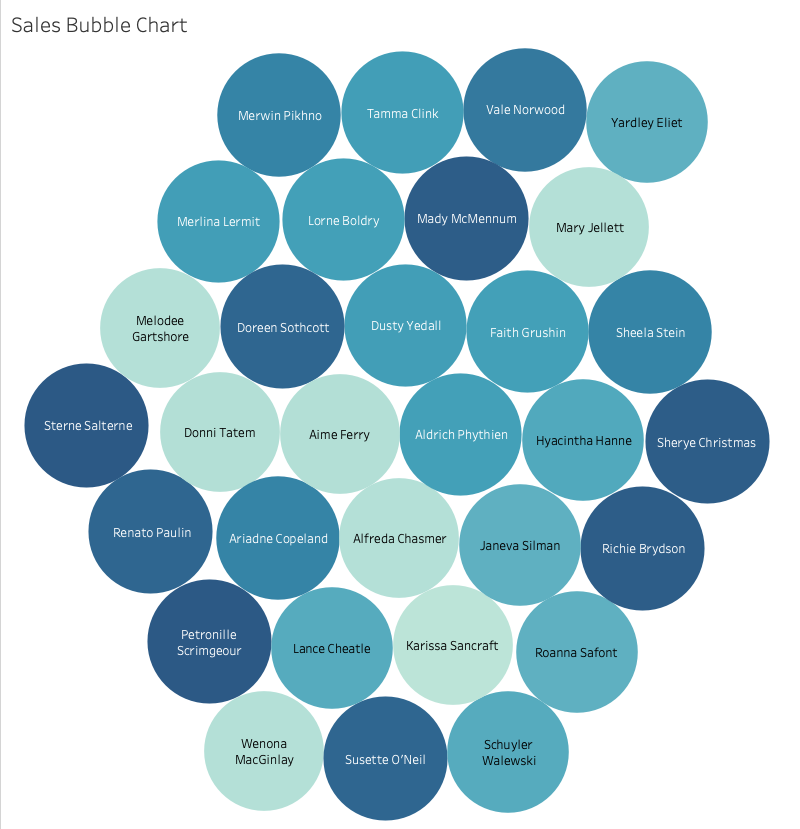 Sales Bubble Chart
Merwin Pikhno
Tamma Clink
Vale Norwood
Yardley Eliet
Merlina Lermit
Lorne Boldry
Mady McMennum
Mary Jellett
Melodee
Gartshore
Doreen Sothcott
Dusty Yedall
Faith Grushin
Sheela Stein
Sterne Salterne
Donni Tatem
Aime Ferry
Aldrich Phythien
Hyacintha Hanne
Sherye Christmas
Renato Paulin
Ariadne Copeland
Alfreda Chasmer
Janeva Silman
Richie Brydson
Petronille
Scrimgeour
Lance Cheatle
Karissa Sancraft
Roanna Safont
Wenona
MacGinlay
Susette O'Neil
Schuyler
Walewski